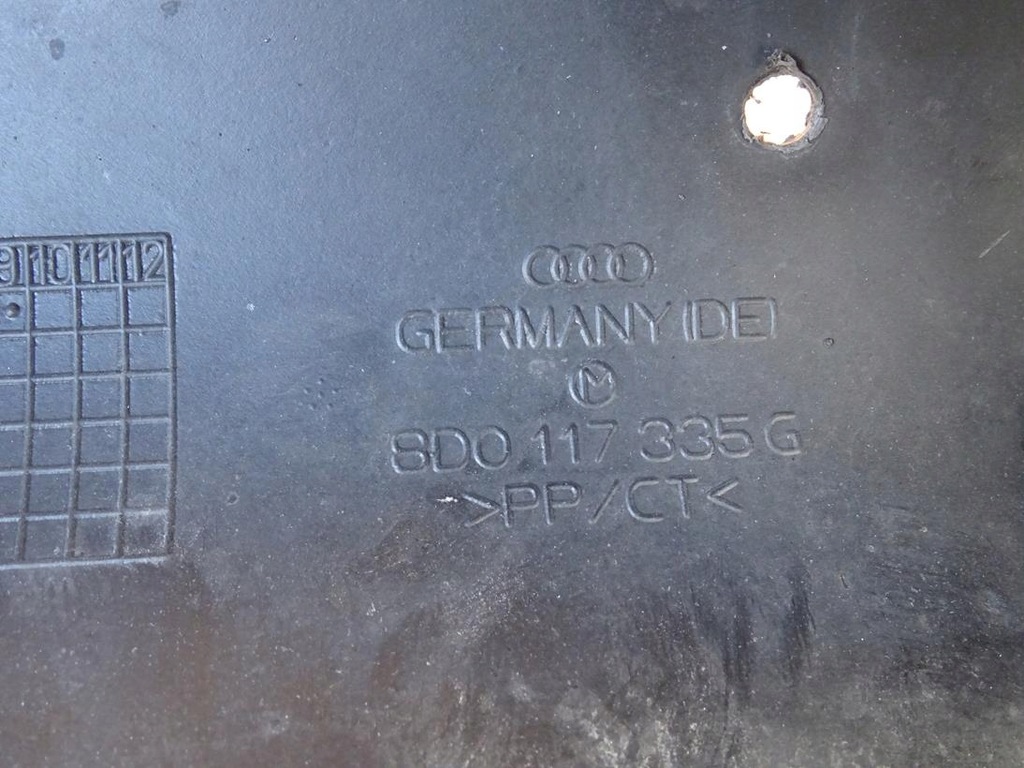 9 10 11 12
GERMANY (DE)
M
8D0 117 335 G
>PP/CT<